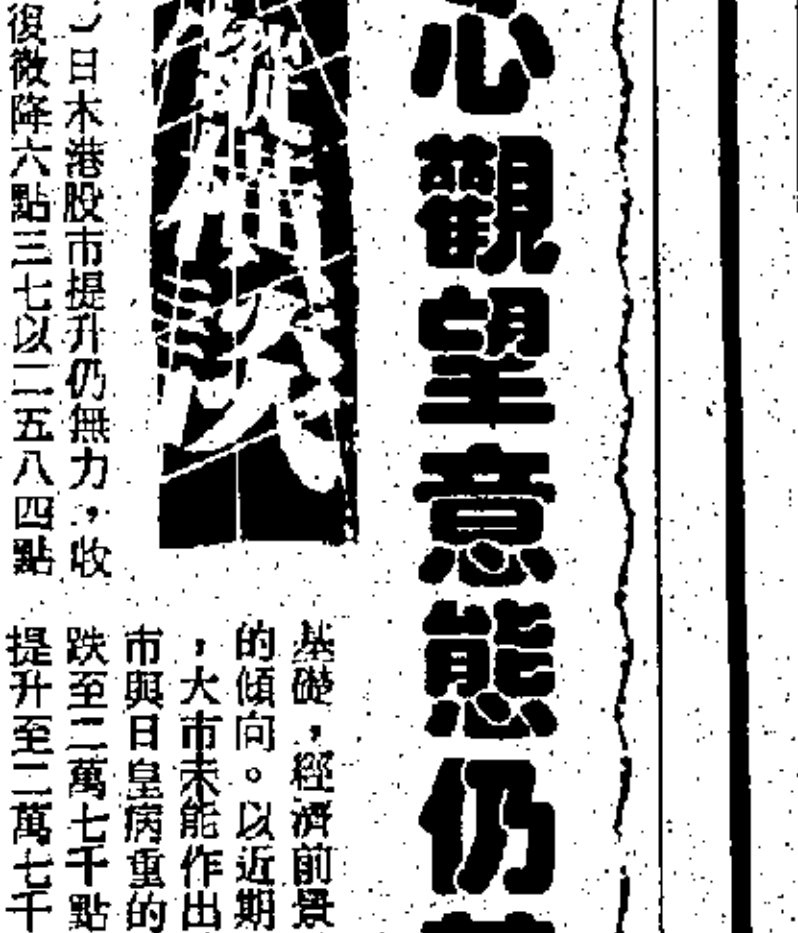 心觀望意態仍
日木港股市提升仍無力，收
復微降六點三七以二五八四點
基礎，經濟前景
的傾向。以近期
，大市未能作出
市與日皇病重的
跌至二萬七千點
提升至二萬七千